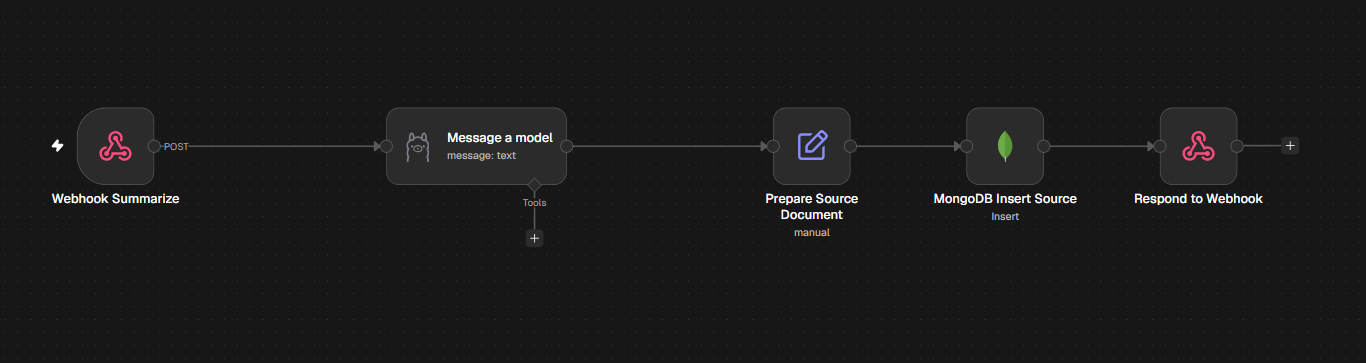 POST
Message a model
message: text
Webhook Summarize
Tools
Prepare Source
Document
manual
MongoDB Insert Source
Insert
Respond to Webhook